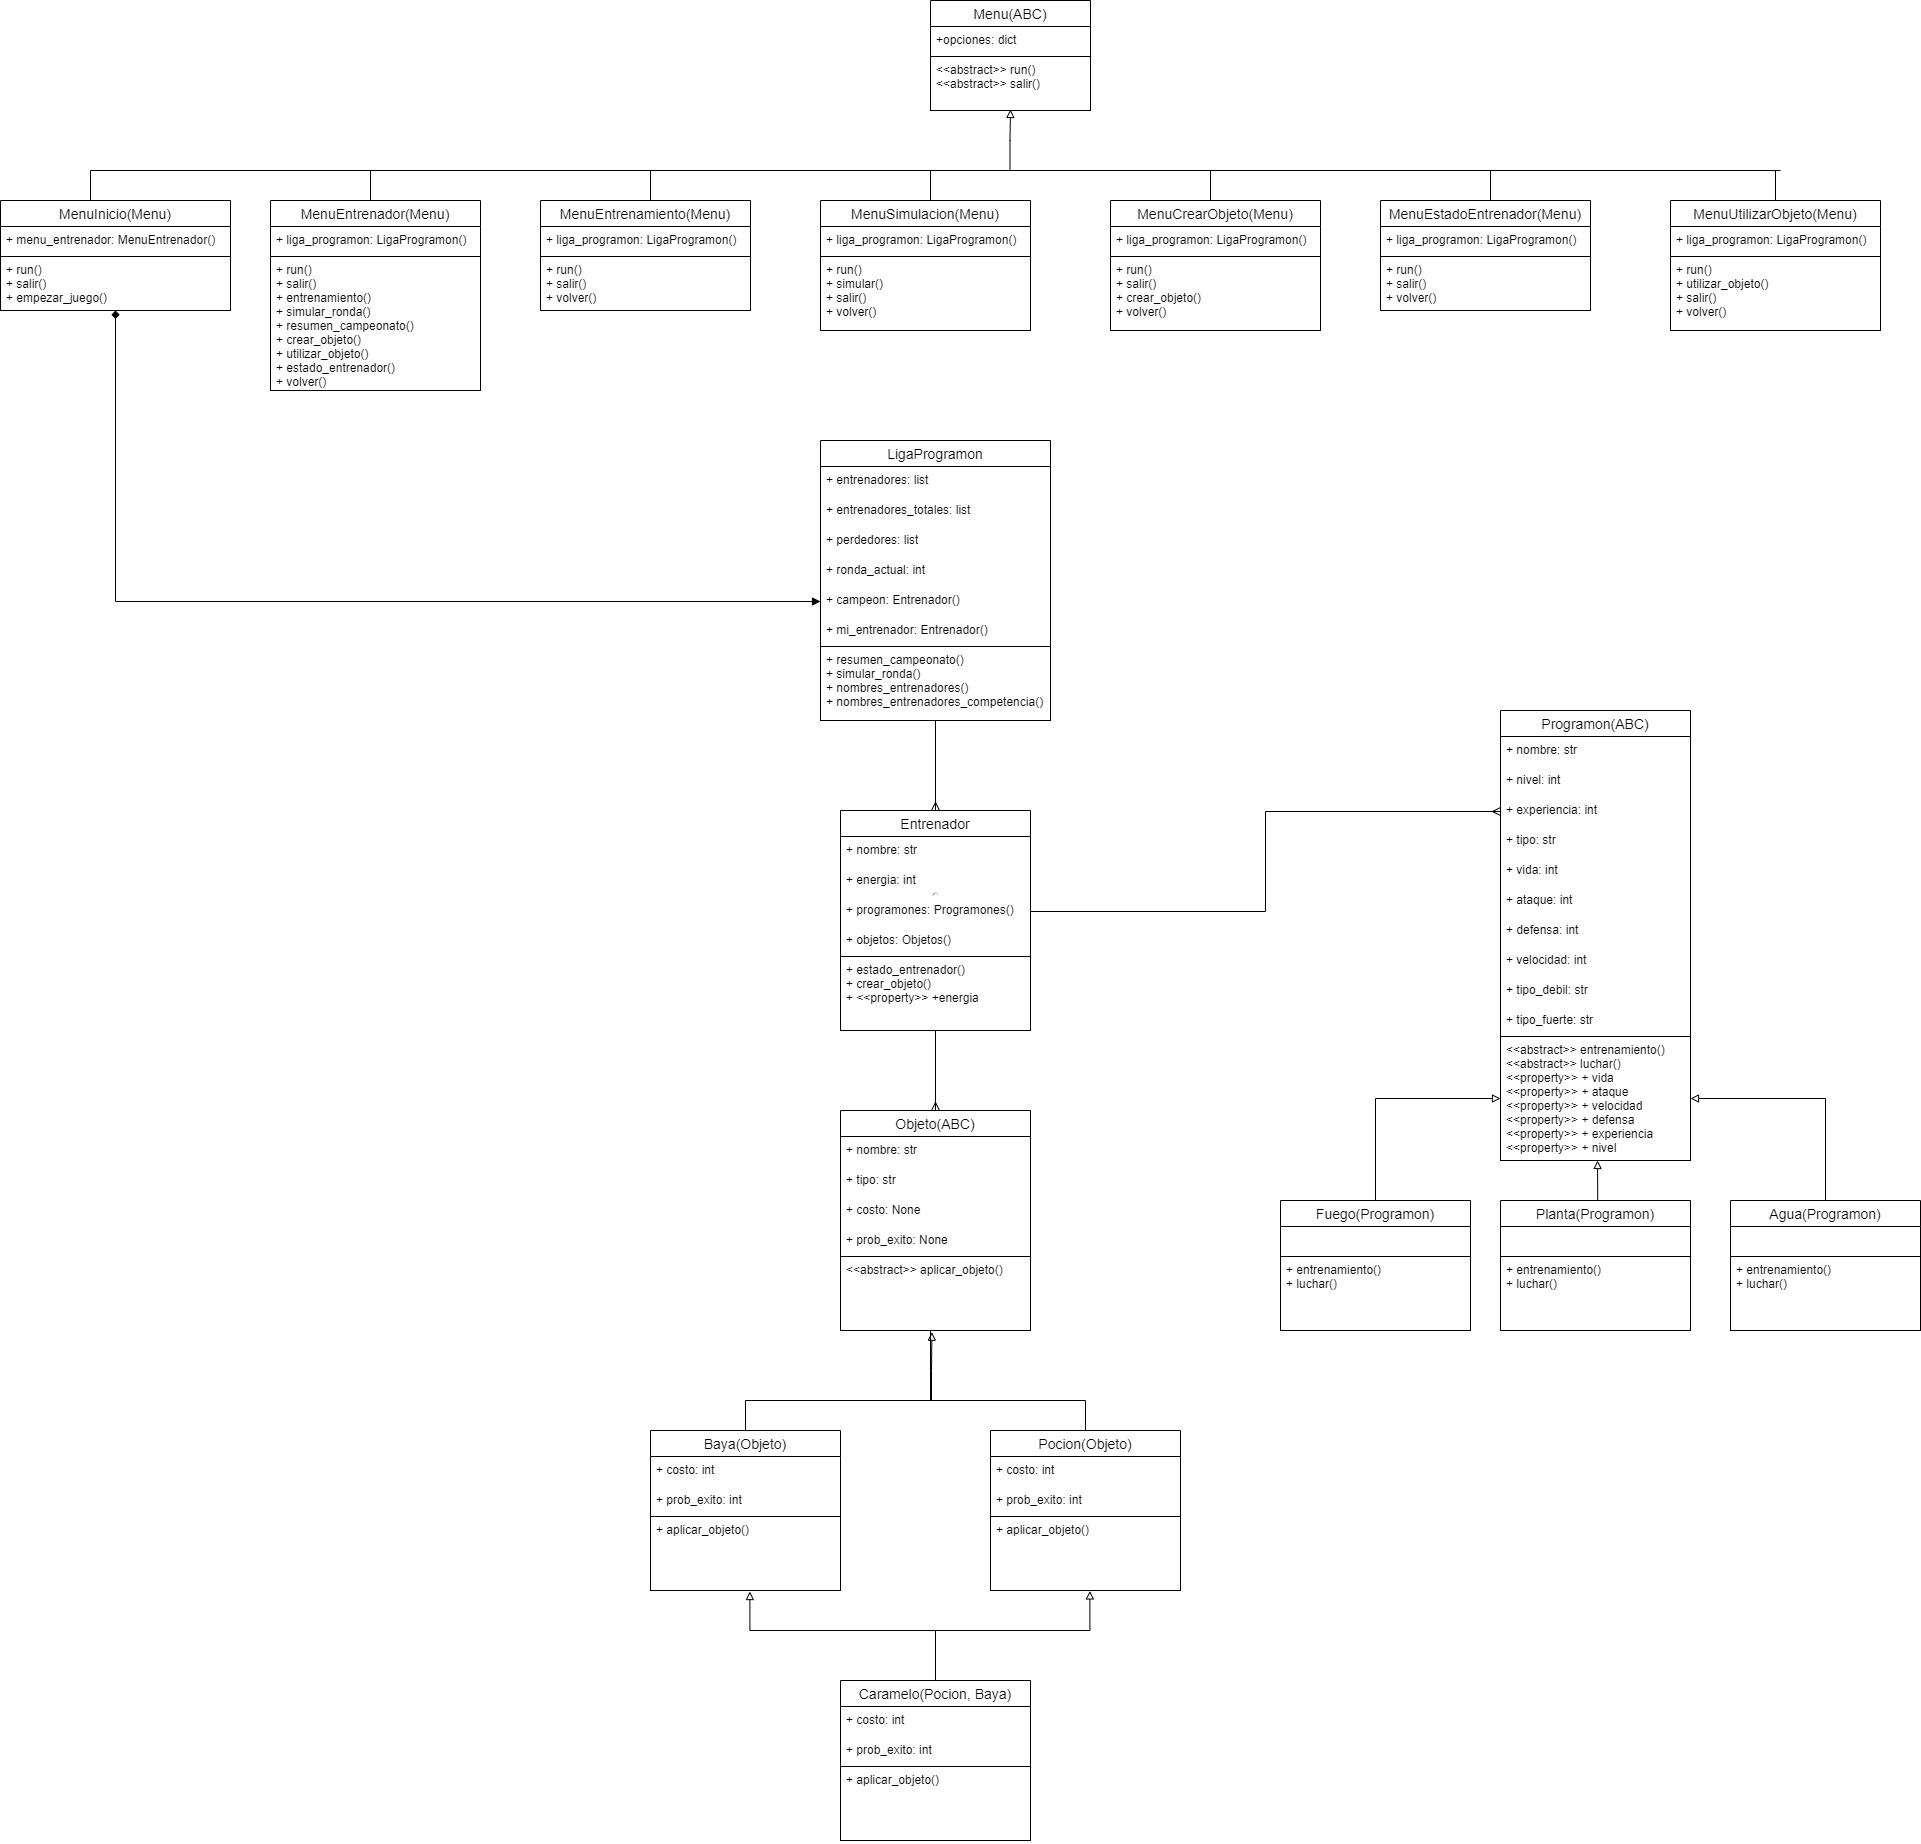 Menu(ABC)
+opciones: dict
<<abstract>> run()
<<abstract>> salir()
MenuInicio(Menu)
+ menu_entrenador: MenuEntrenador()
+ run()
+ salir()
+ empezar_juego()
MenuEntrenador(Menu)
+ liga_programon: LigaProgramon()
+ run()
+ salir()
+ entrenamiento()
+ simular_ronda()
+ resumen_campeonato()
+ crear_objeto()
+ utilizar_objeto()
+ estado_entrenador()
+ volver()
MenuEntrenamiento(Menu)
+ liga_programon: LigaProgramon()
+ run()
+ salir()
+ volver()
MenuSimulacion(Menu)
+ liga_programon: LigaProgramon()
+ run()
+ simular()
+ salir()
+ volver()
MenuCrearObjeto(Menu)
+ liga_programon: LigaProgramon()
+ run()
+ salir()
+ crear_objeto()
+ volver()
MenuEstadoEntrenador(Menu)
+ liga_programon: LigaProgramon()
+ run()
+ salir()
+ volver()
MenuUtilizarObjeto(Menu)
+ liga_programon: LigaProgramon()
+ run()
+ utilizar_objeto()
+ salir()
+ volver()
LigaProgramon
+ entrenadores: list
+ entrenadores_totales: list
+ perdedores: list
+ ronda_actual: int
+ campeon: Entrenador()
+ mi_entrenador: Entrenador()
+ resumen_campeonato()
+ simular_ronda()
+ nombres_entrenadores()
+ nombres_entrenadores_competencia()
Entrenador
+ nombre: str
+ energia: int
+ programones: Programones()
+ objetos: Objetos()
+ estado_entrenador()
+ crear_objeto()
+ <<property>> +energia
Programon(ABC)
+ nombre: str
+ nivel: int
+ experiencia: int
+ tipo: str
+ vida: int
+ ataque: int
+ defensa: int
+ velocidad: int
+ tipo_debil: str
+ tipo_fuerte: str
<<abstract>> entrenamiento()
<<abstract>> luchar()
<<property>> + vida
<<property>> + ataque
<<property>> + velocidad
<<property>> + defensa
<<property>> + experiencia
<<property>> + nivel
Fuego(Programon)
+ entrenamiento()
+ luchar()
Planta(Programon)
+ entrenamiento()
+ luchar()
Agua(Programon)
+ entrenamiento()
+ luchar()
Objeto(ABC)
+ nombre: str
+ tipo: str
+ costo: None
+ prob_exito: None
<<abstract>> aplicar_objeto()
Baya(Objeto)
+ costo: int
+ prob_exito: int
+ aplicar_objeto()
Pocion(Objeto)
+ costo: int
+ prob_exito: int
+ aplicar_objeto()
Caramelo(Pocion, Baya)
+ costo: int
+ prob_exito: int
+ aplicar_objeto()